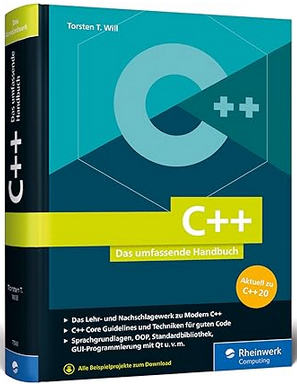 Torsten T. Will
C++
C++
Das umfassende Handbuch
Aktuell zu
C++20
Das Lehr- und Nachschlagewerk zu Modern C++
C++ Core Guidelines und Techniken für guten Code
Sprachgrundlagen, OOP, Standardbibliothek,
GUI-Programmierung mit Qt u. v. m.
Alle Beispielprojekte zum Download
Rheinwerk
Computing
Das umfassende
Handbuch
C++
Torsten T.
Will